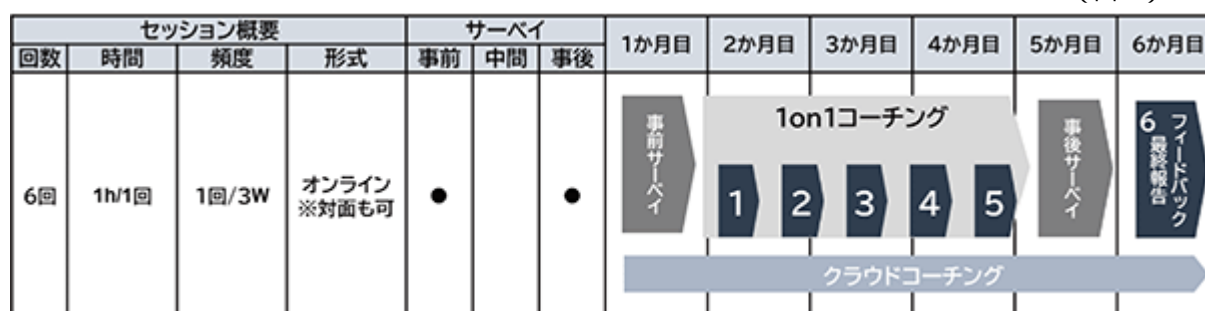 セッション概要
サーベイ
1か月目
2か月目
3か月目
4か月目
5か月目
6か月目
回数
時間
頻度
形式
事前
中間
事後
6回
1h/1回
1回/3W
オンライン
※対面も可
●
●
事前サーベイ
1on1コーチング
1
2
3
4
5
事後サーベイ
6
フィードバック
最終報告
クラウドコーチング